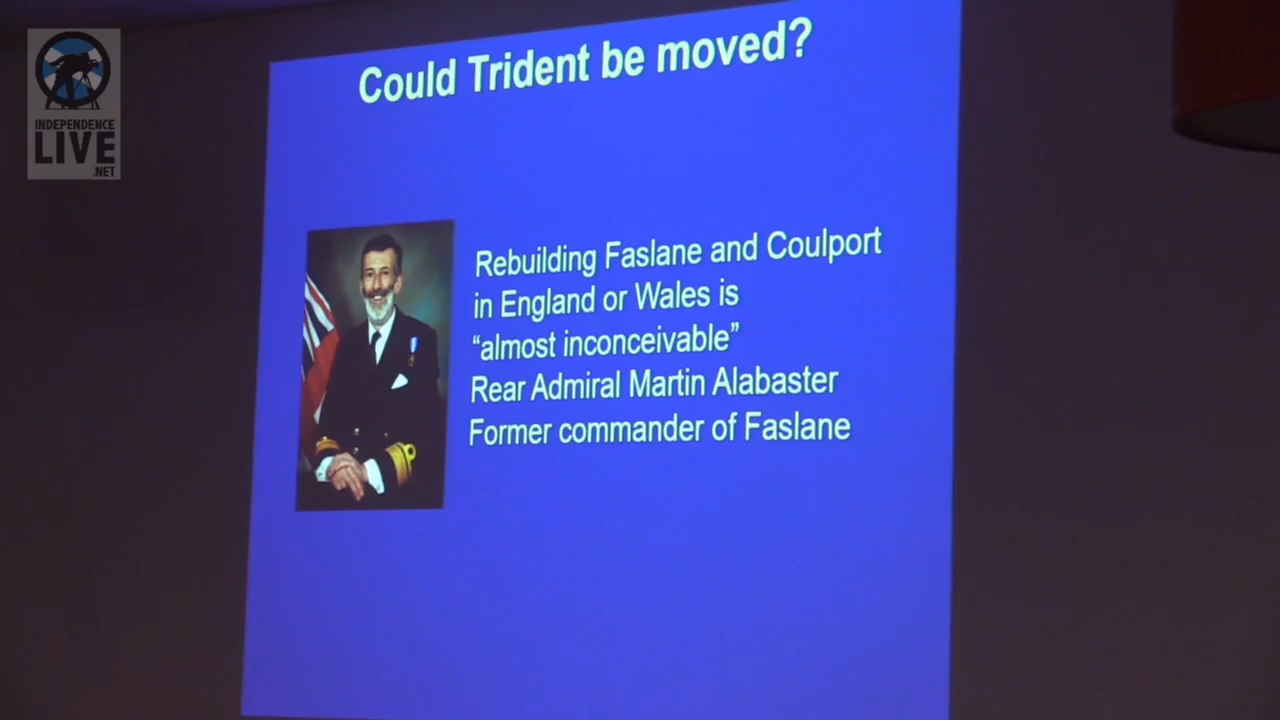 INDEPENDENCE
LIVE
.NET
Could Trident be moved?
Rebuilding Faslane and Coulport
in England or Wales is
“almost inconceivable”
Rear Admiral Martin Alabaster
Former commander of Faslane